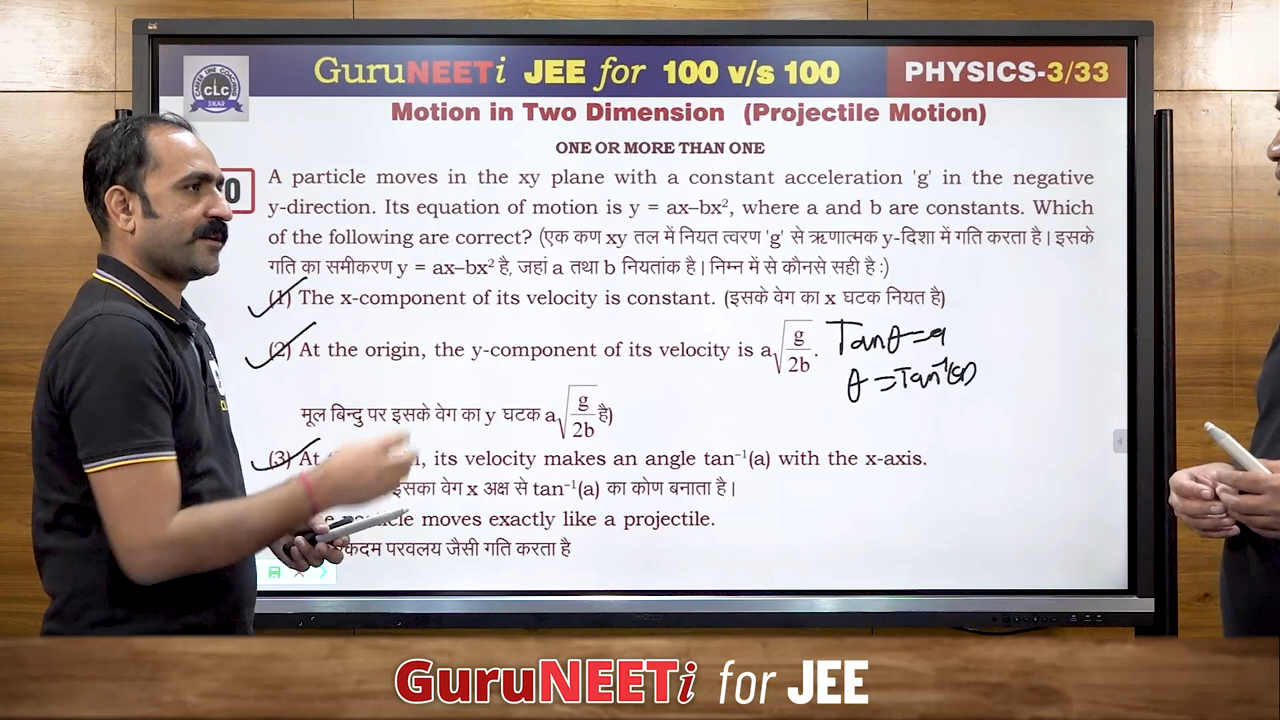 GuruNEETi JEE for 100 v/s 100
PHYSICS-3/33
CLC
SIKAR
Motion in Two Dimension (Projectile Motion)
ONE OR MORE THAN ONE
A particle moves in the xy plane with a constant acceleration 'g' in the negative
y-direction. Its equation of motion is y = ax–bx², where a and b are constants. Which
of the following are correct? (एक कण xy तल में नियत त्वरण 'g' से ऋणात्मक y-दिशा में गति करता है। इसके
गति का समीकरण y = ax–bx² है, जहां a तथा b नियतांक है। निम्न में से कौनसे सही है :)
(1) The x-component of its velocity is constant. (इसके वेग का x घटक नियत है)
(2) At the origin, the y-component of its velocity is a√(g/2b).
Tanθ=a
θ=Tan⁻¹(a)
मूल बिन्दु पर इसके वेग का y घटक a√(g/2b) है)
(3) At, its velocity makes an angle tan⁻¹(a) with the x-axis.
इसका वेग x अक्ष से tan⁻¹(a) का कोण बनाता है।
moves exactly like a projectile.
परवलय जैसी गति करता है
GuruNEETi for JEE